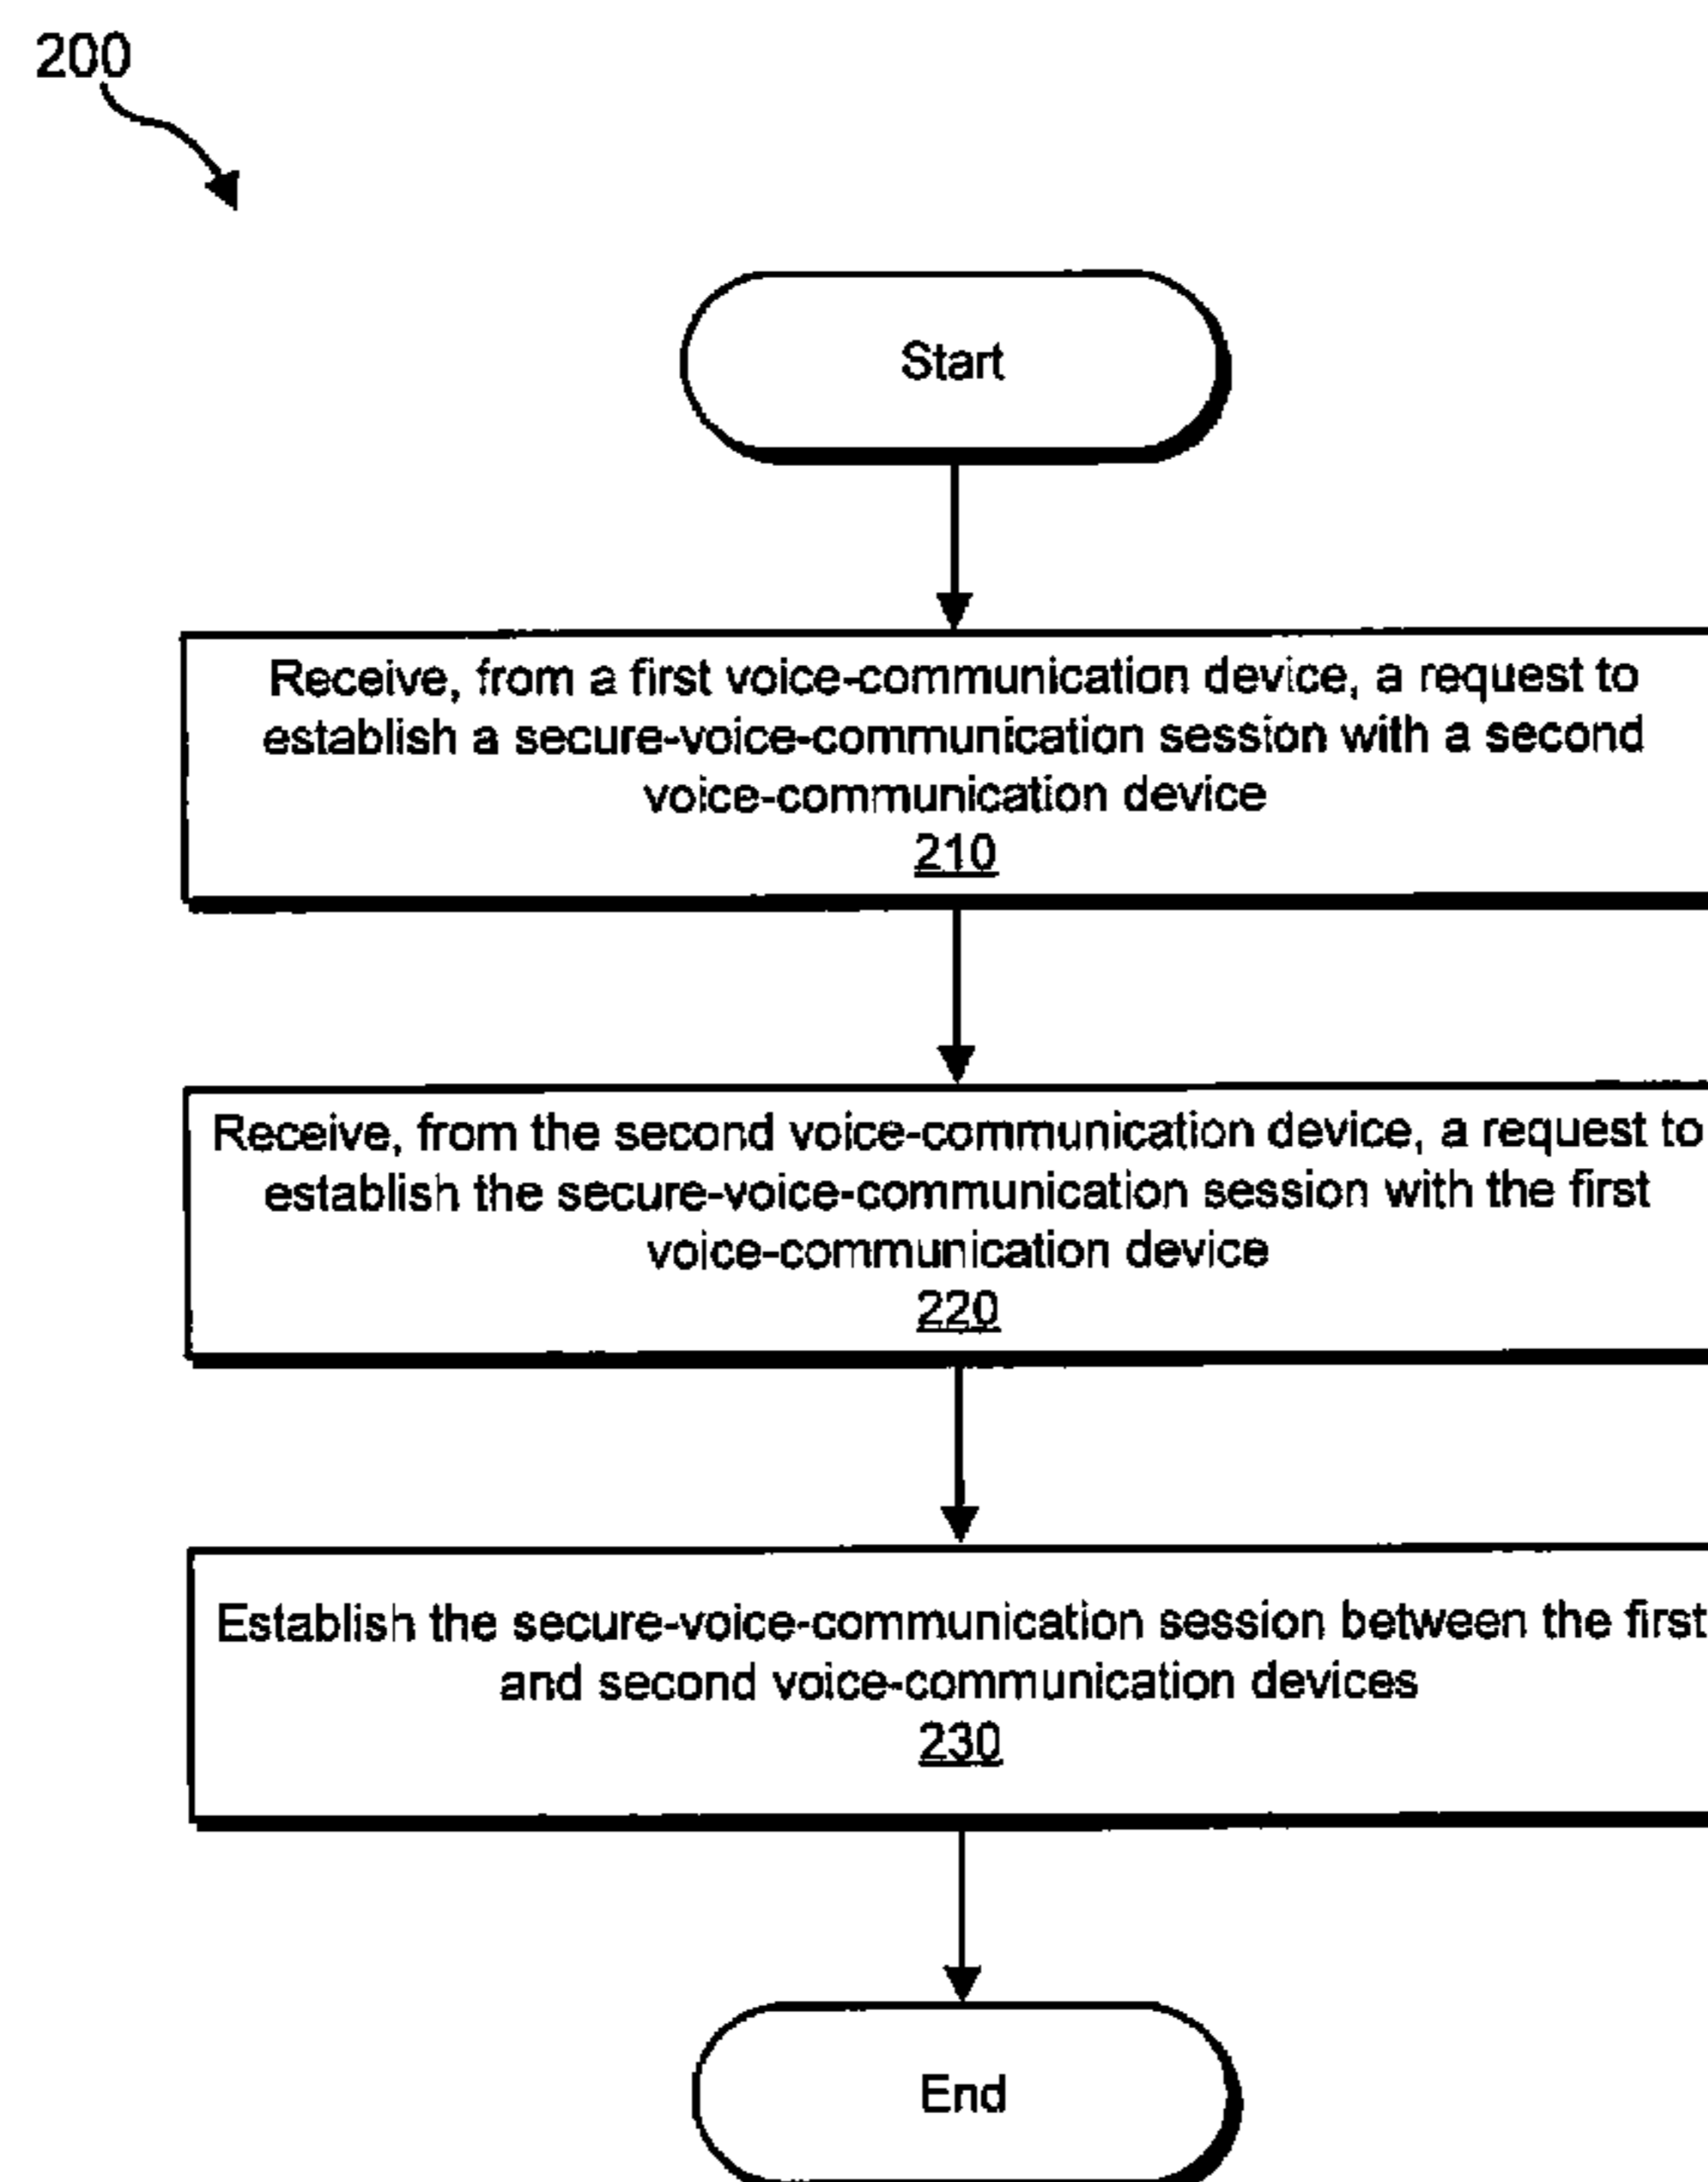 200
Start
Receive, from a first voice-communication device, a request to
establish a secure-voice-communication session with a second
voice-communication device
210
Receive, from the second voice-communication device, a request to
establish the secure-voice-communication session with the first
voice-communication device
220
Establish the secure-voice-communication session between the first
and second voice-communication devices
230
End